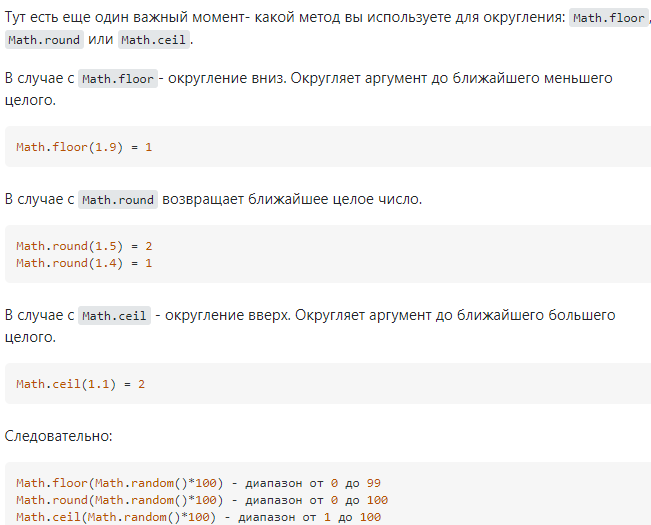 Тут есть еще один важный момент- какой метод вы используете для округления: Math.floor,
Math.round или Math.ceil.
В случае с Math.floor - округление вниз. Округляет аргумент до ближайшего меньшего
целого.
Math.floor(1.9) = 1
В случае с Math.round возвращает ближайшее целое число.
Math.round(1.5) = 2
Math.round(1.4) = 1
В случае с Math.ceil - округление вверх. Округляет аргумент до ближайшего большего
целого.
Math.ceil(1.1) = 2
Следовательно:
Math.floor(Math.random()*100) - диапазон от 0 до 99
Math.round(Math.random()*100) - диапазон от 0 до 100
Math.ceil(Math.random()*100) - диапазон от 1 до 100